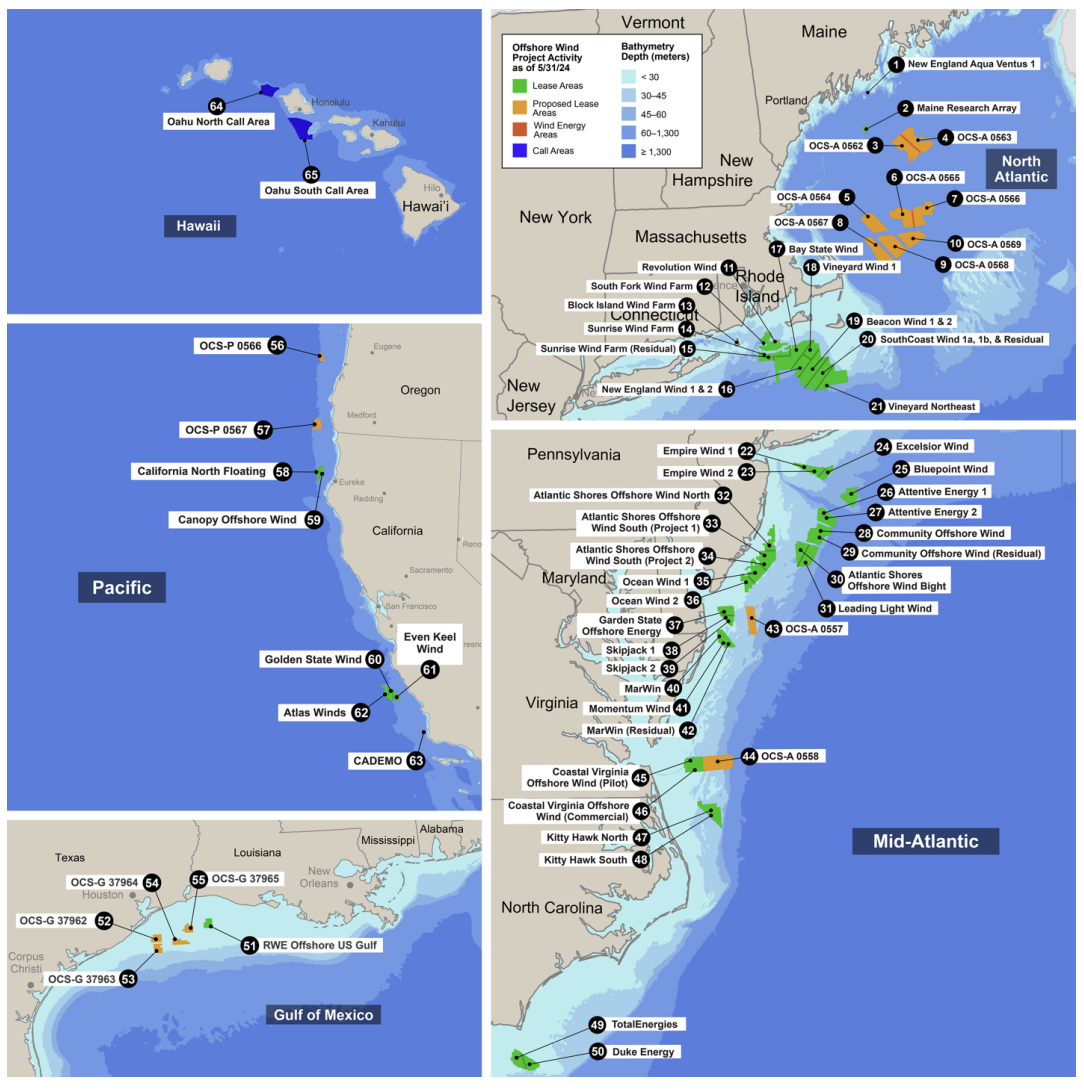 64
Oahu North Call Area
Honolulu
Kahului
65
Oahu South Call Area
Hilo
Hawai'i
Hawaii
Vermont
Maine
Offshore Wind
Project Activity
as of 5/31/24
Lease Areas
Proposed Lease
Areas
Wind Energy
Areas
Call Areas
Bathymetry
Depth (meters)
< 30
30–45
45–60
60–1,300
≥ 1,300
1 New England Aqua Ventus 1
Portland
2 Maine Research Array
4 OCS-A 0563
OCS-A 0562 3
North
Atlantic
New
Hampshire
6 OCS-A 0565
OCS-A 0564 5
7 OCS-A 0566
OCS-A 0567 8
10 OCS-A 0569
9 OCS-A 0568
New York
Massachusetts
17 Bay State Wind
Revolution Wind 11
18 Vineyard Wind 1
Rhode
Island
South Fork Wind Farm 12
Block Island Wind Farm 13
Connecticut
Sunrise Wind Farm 14
Sunrise Wind Farm (Residual) 15
19 Beacon Wind 1 & 2
20 SouthCoast Wind 1a, 1b, & Residual
New England Wind 1 & 2 16
21 Vineyard Northeast
New
Jersey
OCS-P 0566 56
Eugene
Oregon
OCS-P 0567 57
Medford
California North Floating 58
Eureka
Redding
Canopy Offshore Wind
59
California
Pacific
Sacramento
San Francisco
Even Keel
Wind
61
Golden State Wind 60
Atlas Winds 62
CADEMO 63
Pennsylvania
Empire Wind 1 22
Empire Wind 2 23
24 Excelsior Wind
25 Bluepoint Wind
26 Attentive Energy 1
27 Attentive Energy 2
28 Community Offshore Wind
29 Community Offshore Wind (Residual)
30 Atlantic Shores
Offshore Wind Bight
31 Leading Light Wind
Atlantic Shores Offshore Wind North 32
Atlantic Shores Offshore
Wind South (Project 1) 33
Atlantic Shores Offshore
Wind South (Project 2) 34
Maryland
Ocean Wind 1 35
Ocean Wind 2 36
Garden State
Offshore Energy 37
43 OCS-A 0557
Skipjack 1 38
Skipjack 2 39
MarWin 40
Virginia
Momentum Wind 41
MarWin (Residual) 42
44 OCS-A 0558
Coastal Virginia
Offshore Wind (Pilot) 45
Coastal Virginia Offshore
Wind (Commercial) 46
Kitty Hawk North 47
Kitty Hawk South 48
Mid-Atlantic
North Carolina
49 TotalEnergies
50 Duke Energy
Texas
Louisiana
Mississippi
Alabama
New
Orleans
Houston
OCS-G 37964 54
55 OCS-G 37965
OCS-G 37962 52
51 RWE Offshore US Gulf
Corpus
Christi
OCS-G 37963 53
Gulf of Mexico